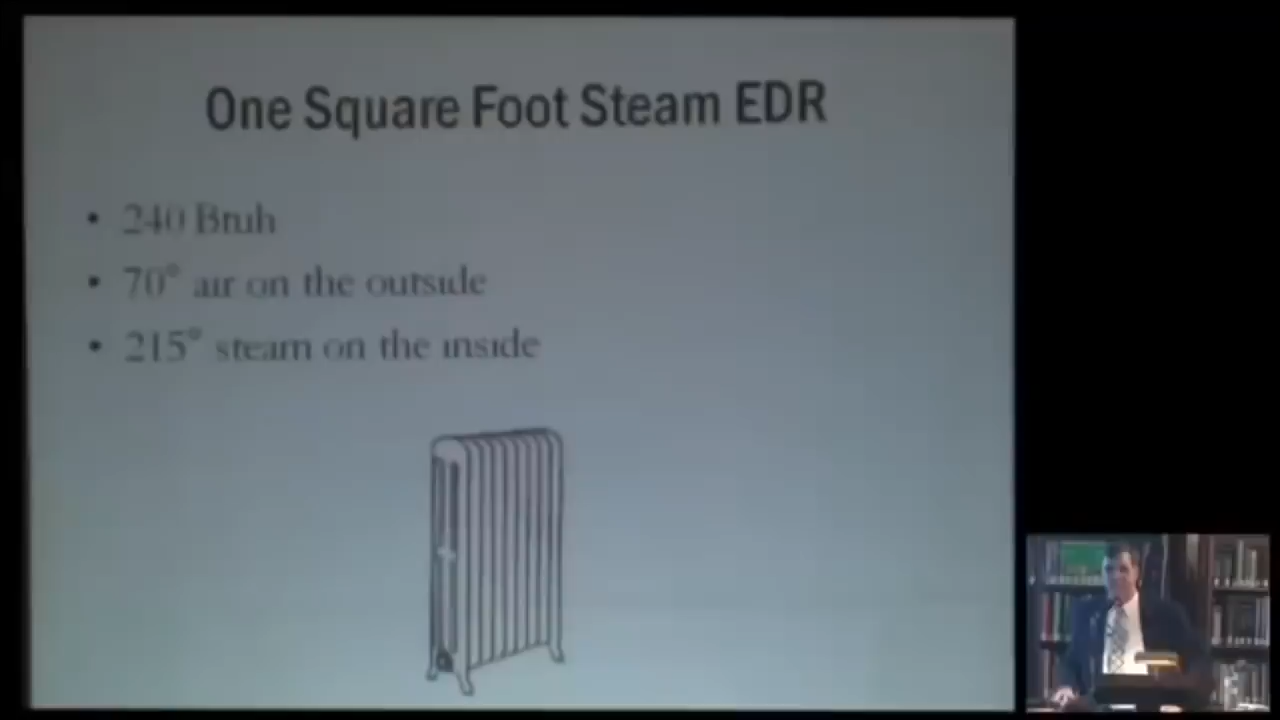 One Square Foot Steam EDR
• 240 Btuh
• 70° air on the outside
• 215° steam on the inside